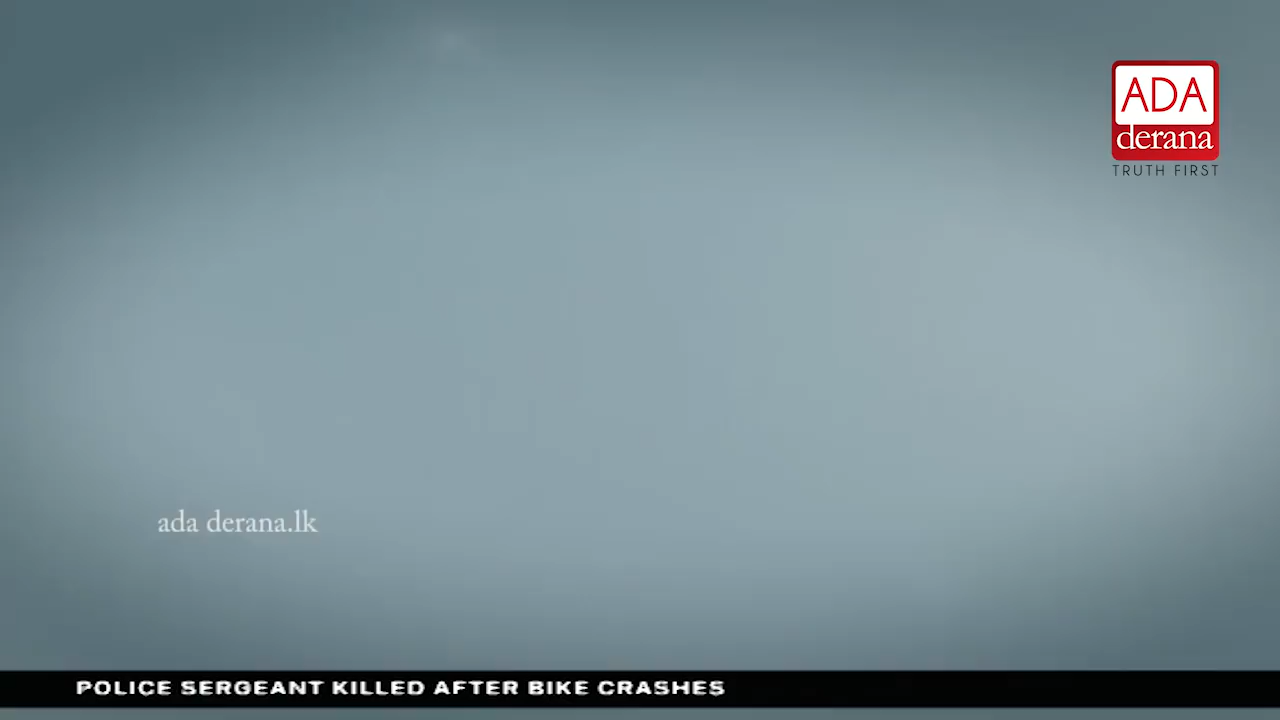 ADA
derana
TRUTH FIRST
ada derana.lk
POLICE SERGEANT KILLED AFTER BIKE CRASHES